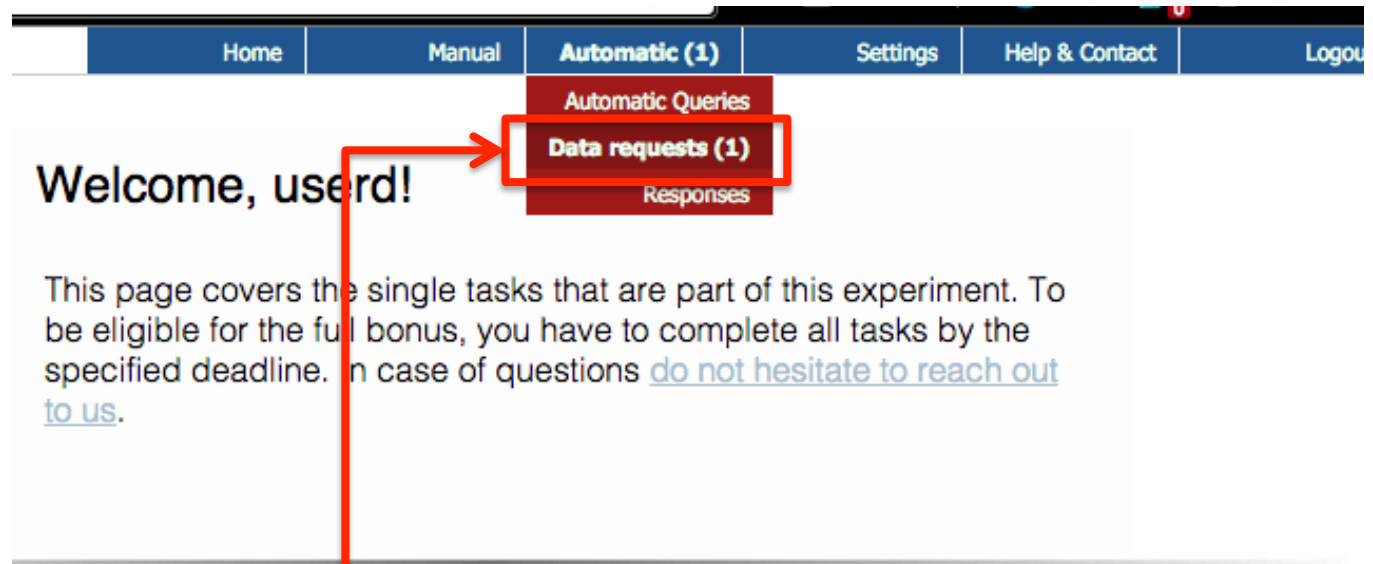 0
Home Manual Automatic (1) Settings Help & Contact Logou
Automatic Queries
Data requests (1)
Responses
Welcome, userd!
This page covers the single tasks that are part of this experiment. To
be eligible for the full bonus, you have to complete all tasks by the
specified deadline. In case of questions do not hesitate to reach out
to us.